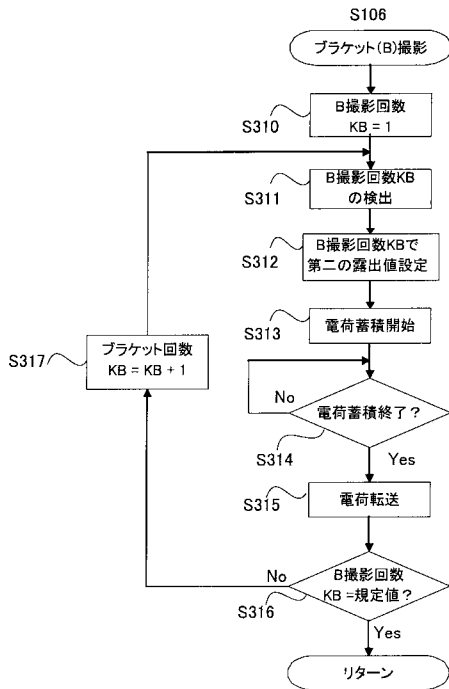 S106
ブラケット(B)撮影
S310
B撮影回数
KB = 1
S311
B撮影回数KB
の検出
S312
B撮影回数KBで
第二の露出値設定
S313
電荷蓄積開始
S317
ブラケット回数
KB = KB + 1
No
電荷蓄積終了?
S314
Yes
S315
電荷転送
No
B撮影回数
KB =規定値?
S316
Yes
リターン